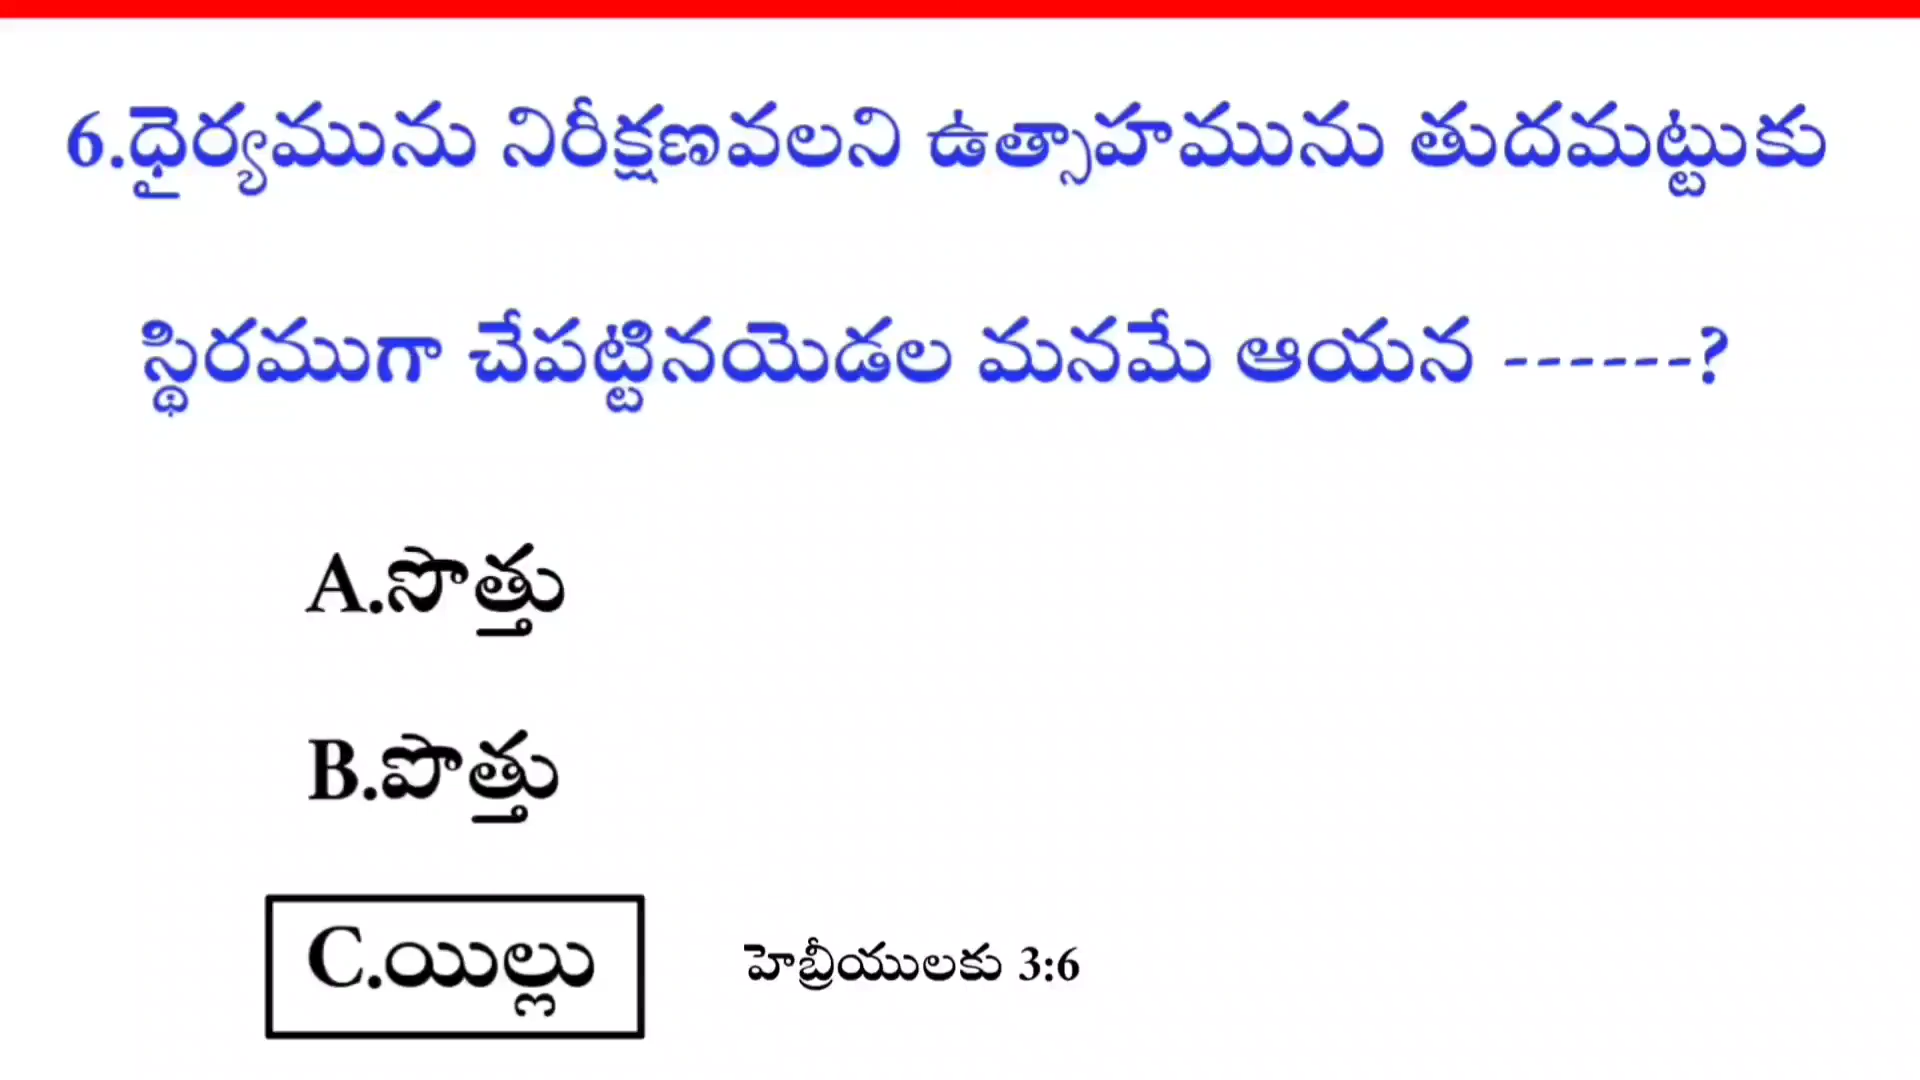 6.ధైర్యమును నిరీక్షణవలని ఉత్సాహమును తుదమట్టుకు
స్థిరముగా చేపట్టినయెడల మనమే ఆయన ------?
A.సొత్తు
B.పొత్తు
C.యిల్లు హెబ్రీయులకు 3:6